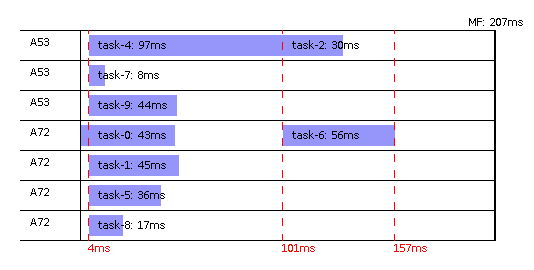 MF: 207ms
A53 task-4: 97ms task-2: 30ms
A53 task-7: 8ms
A53 task-9: 44ms
A72 task-0: 43ms task-6: 56ms
A72 task-1: 45ms
A72 task-5: 36ms
A72 task-8: 17ms
4ms 101ms 157ms